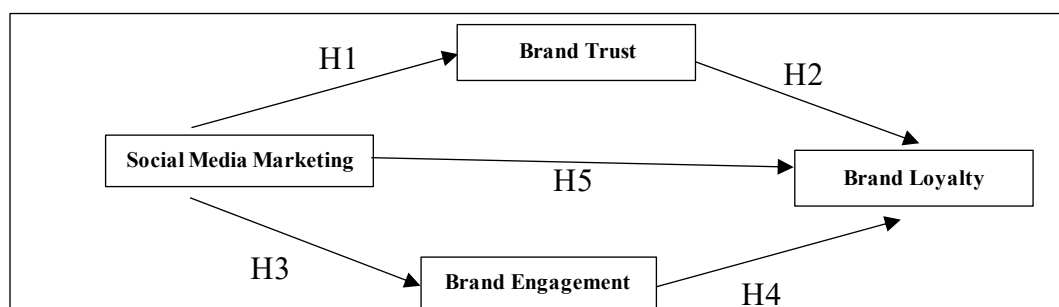 Brand Trust
H1
H2
Social Media Marketing
H5
Brand Loyalty
H3
Brand Engagement
H4